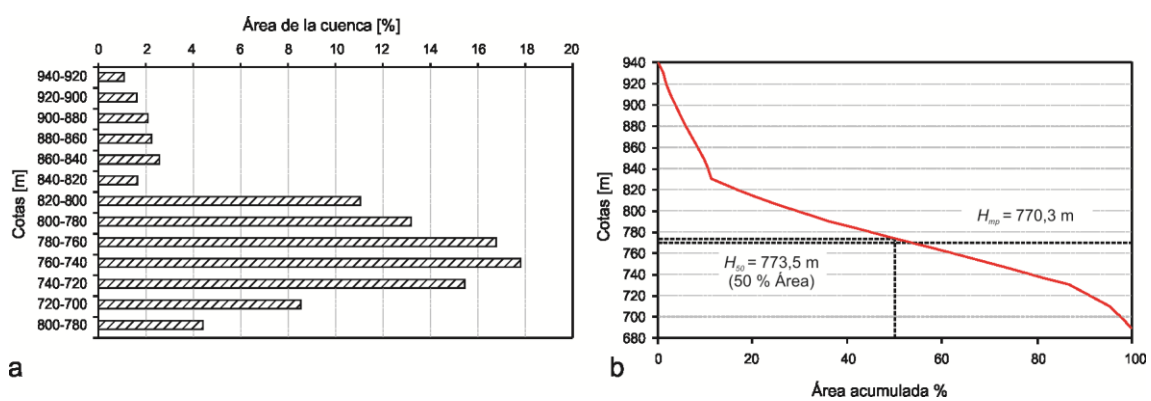 Área de la cuenca [%]
0 2 4 6 8 10 12 14 16 18 20
Cotas [m]
940-920
920-900
900-880
880-860
860-840
840-820
820-800
800-780
780-760
760-740
740-720
720-700
800-780
a
Cotas [m]
940
920
900
880
860
840
820
800
780
760
740
720
700
680
Hmp = 770,3 m
H50 = 773,5 m
(50 % Área)
0 20 40 60 80 100
Área acumulada %
b